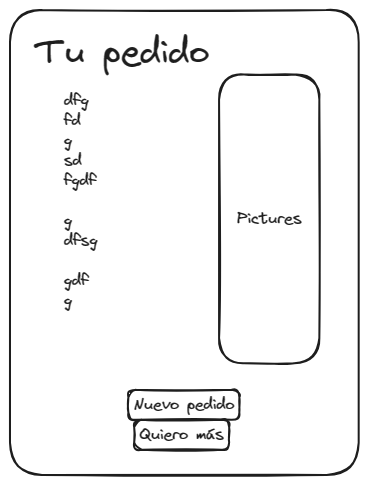 Tu pedido
dfg
fd
g
sd
fgdf
g
dfsg
gdf
g
Pictures
Nuevo pedido
Quiero más